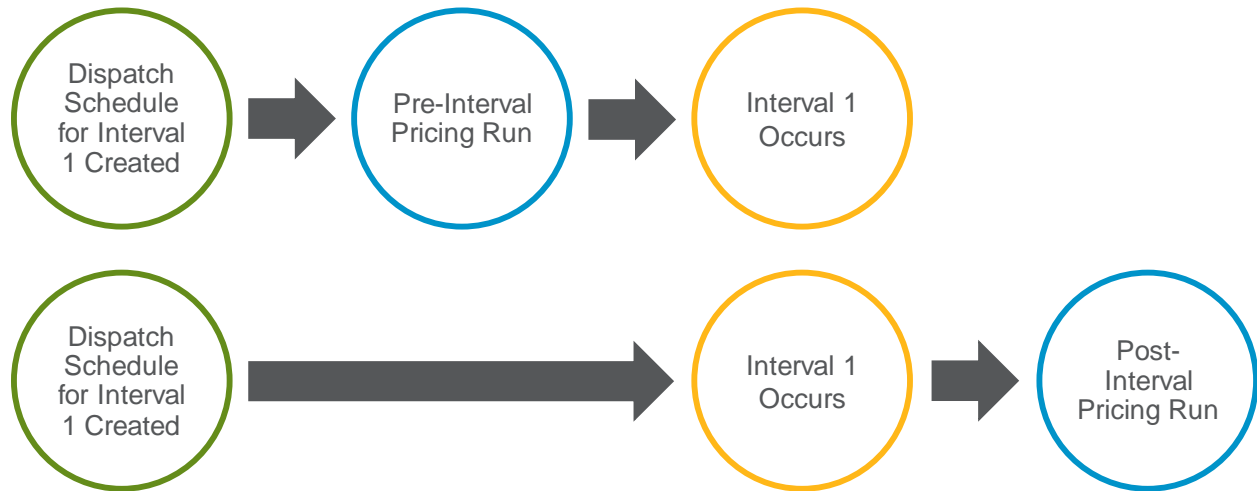 Dispatch
Schedule
for Interval
1 Created
Pre-Interval
Pricing Run
Interval 1
Occurs
Dispatch
Schedule
for Interval
1 Created
Interval 1
Occurs
Post-
Interval
Pricing Run